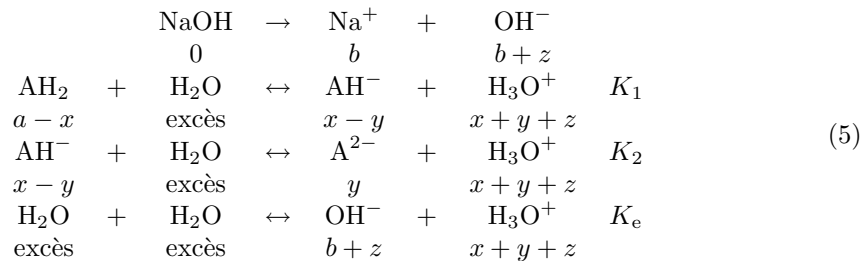 NaOH → Na⁺ + OH⁻
0 b b + z
AH₂ + H₂O ↔ AH⁻ + H₃O⁺ K₁
a − x excès x − y x + y + z
AH⁻ + H₂O ↔ A²⁻ + H₃O⁺ K₂ (5)
x − y excès y x + y + z
H₂O + H₂O ↔ OH⁻ + H₃O⁺ Kₑ
excès excès b + z x + y + z